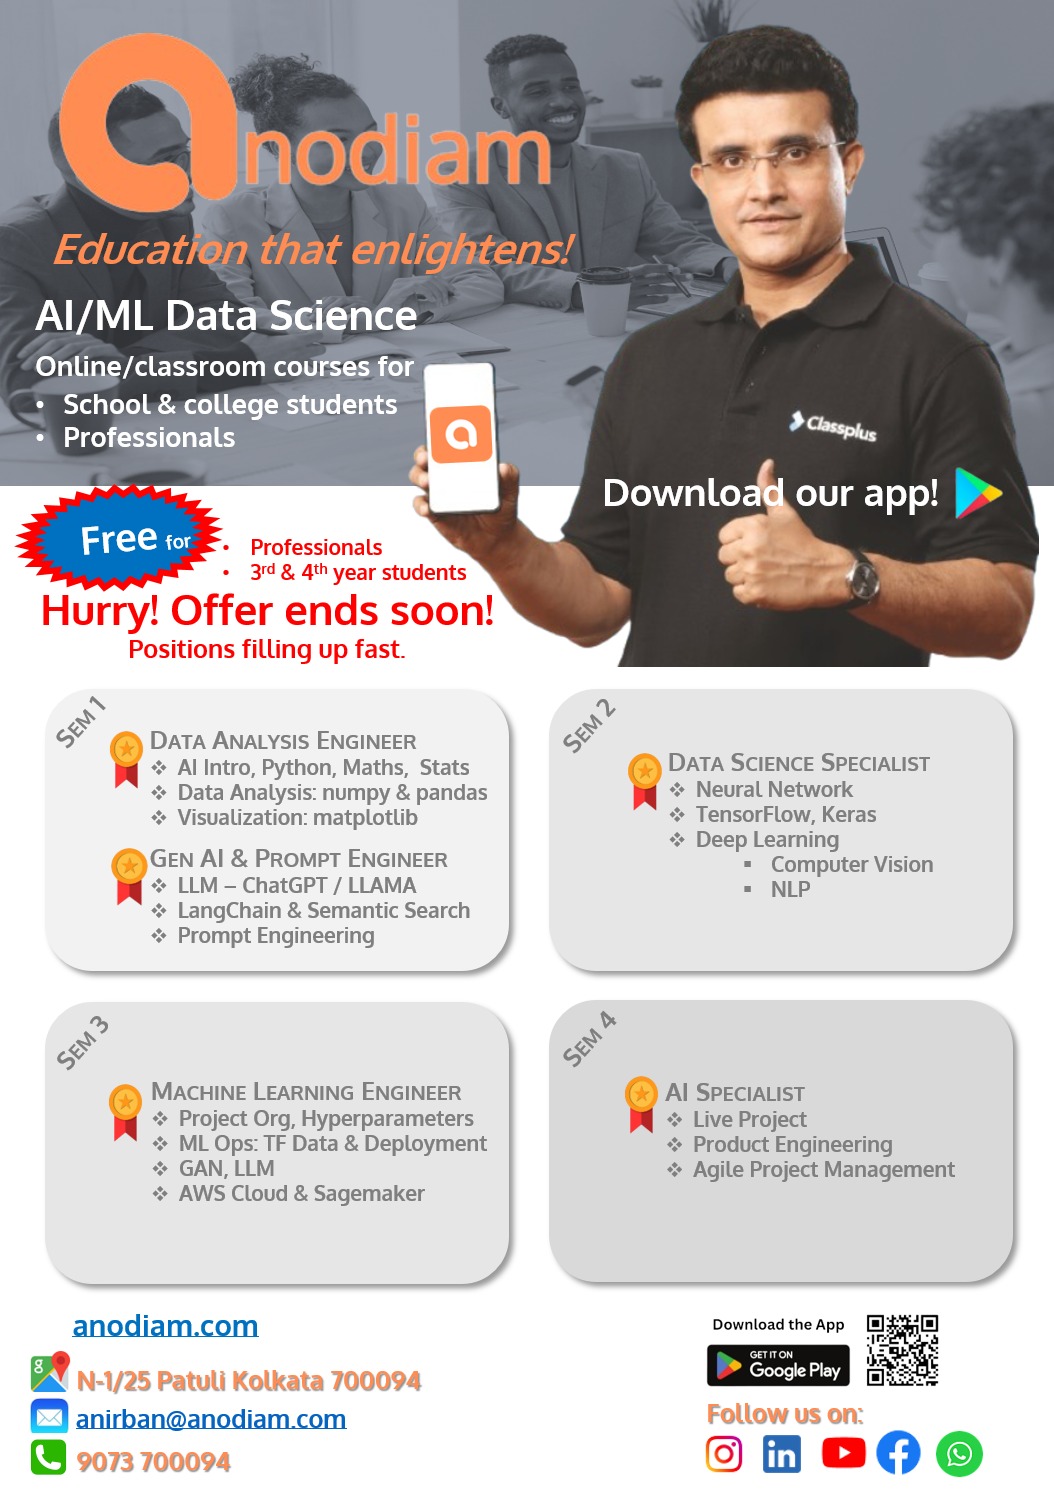 anodiam
Education that enlightens!
AI/ML Data Science
Online/classroom courses for
• School & college students
• Professionals
a
Classplus
Download our app!
Free for
• Professionals
• 3rd & 4th year students
Hurry! Offer ends soon!
Positions filling up fast.
SEM 1
DATA ANALYSIS ENGINEER
❖ AI Intro, Python, Maths, Stats
❖ Data Analysis: numpy & pandas
❖ Visualization: matplotlib
GEN AI & PROMPT ENGINEER
❖ LLM – ChatGPT / LLAMA
❖ LangChain & Semantic Search
❖ Prompt Engineering
SEM 2
DATA SCIENCE SPECIALIST
❖ Neural Network
❖ TensorFlow, Keras
❖ Deep Learning
▪ Computer Vision
▪ NLP
SEM 3
MACHINE LEARNING ENGINEER
❖ Project Org, Hyperparameters
❖ ML Ops: TF Data & Deployment
❖ GAN, LLM
❖ AWS Cloud & Sagemaker
SEM 4
AI SPECIALIST
❖ Live Project
❖ Product Engineering
❖ Agile Project Management
anodiam.com
N-1/25 Patuli Kolkata 700094
anirban@anodiam.com
9073 700094
Download the App
GET IT ON
Google Play
Follow us on: